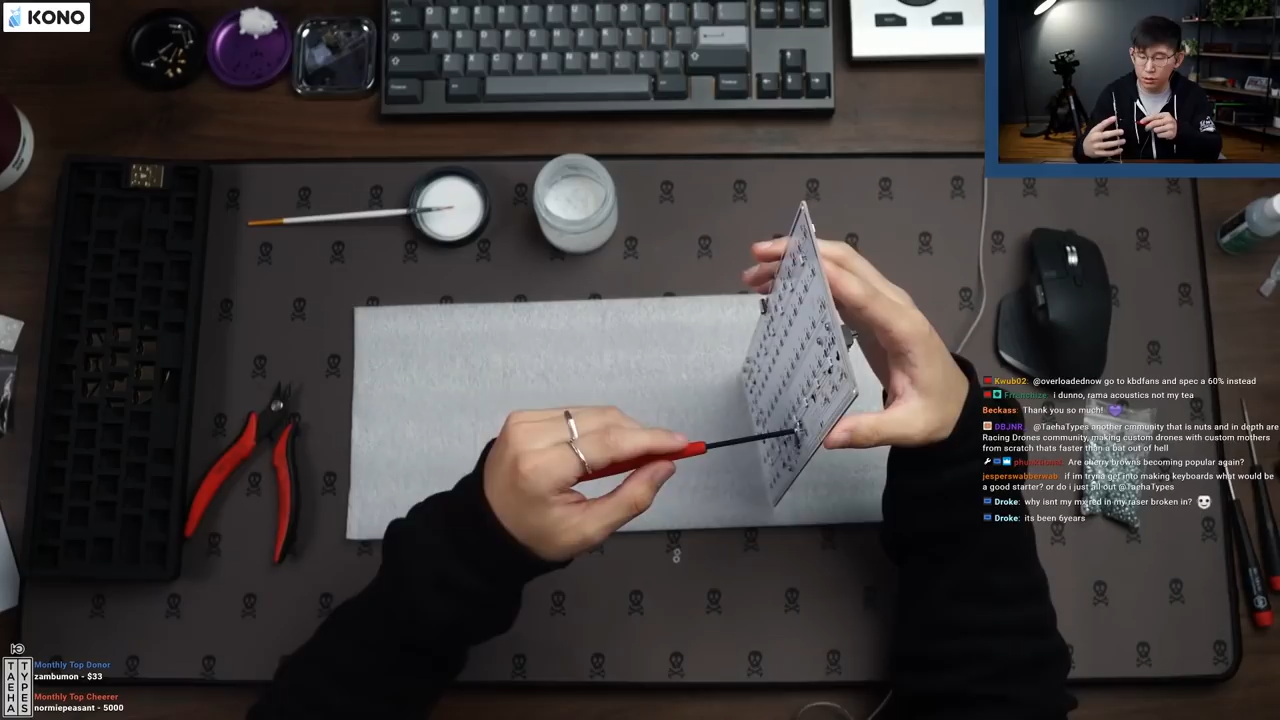 KONO
Kwub02: @overloadednow go to kbdfans and spec a 60% instead
i dunno, rama acoustics not my tea
Beckass: Thank you so much!
DBJNR_: @TaehaTypes another cmmunity that is nuts and in depth are
Racing Drones community, making custom drones with custom mothers
from scratch thats faster than a bat out of hell
Are cherry browns becoming popular again?
jesperswabberwab: if im tryna get into making keyboards what would be
a good starter? or do i just all out @TaehaTypes
Droke: why isnt my mxred in my raser broken in?
Droke: its been 6years
TAEHA
TYPES
Monthly Top Donor
zambumon - $33
Monthly Top Cheerer
normiepeasant - 5000